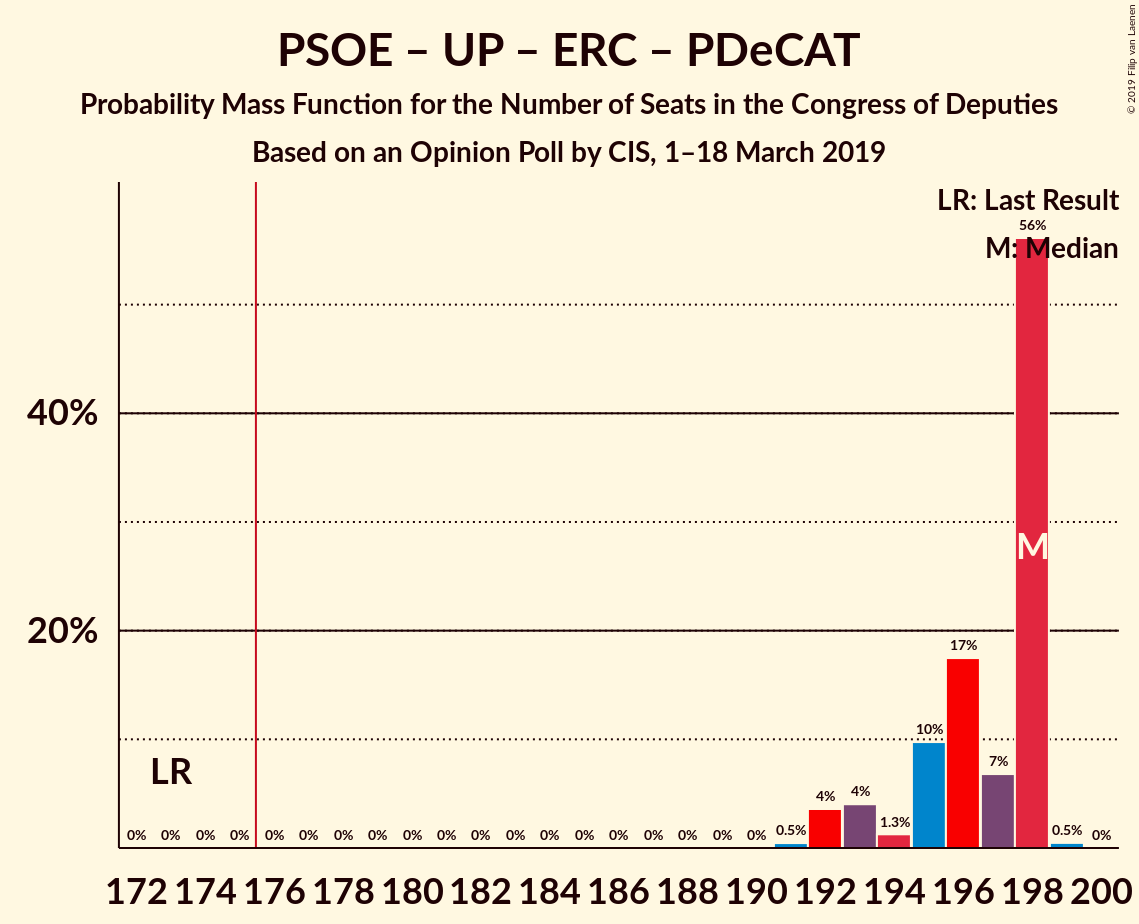 PSOE – UP – ERC – PDeCAT
Probability Mass Function for the Number of Seats in the Congress of Deputies
Based on an Opinion Poll by CIS, 1–18 March 2019
© 2019 Filip van Laenen
LR: Last Result
M: Median
56%
40%
20%
M
LR
0% 0% 0% 0% 0% 0% 0% 0% 0% 0% 0% 0% 0% 0% 0% 0% 0% 0% 0% 0.5% 4% 4% 1.3% 10% 17% 7% 0.5% 0%
172 174 176 178 180 182 184 186 188 190 192 194 196 198 200